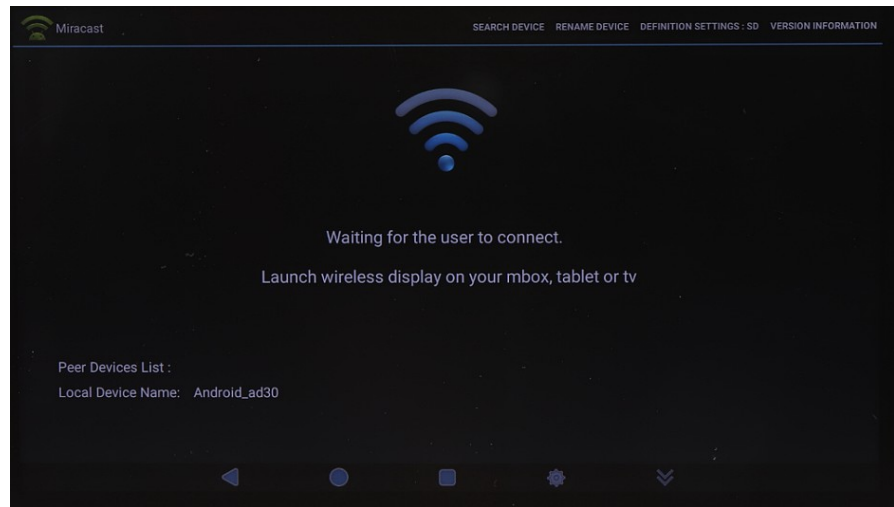 Miracast SEARCH DEVICE RENAME DEVICE DEFINITION SETTINGS : SD VERSION INFORMATION
Waiting for the user to connect.
Launch wireless display on your mbox, tablet or tv
Peer Devices List :
Local Device Name: Android_ad30